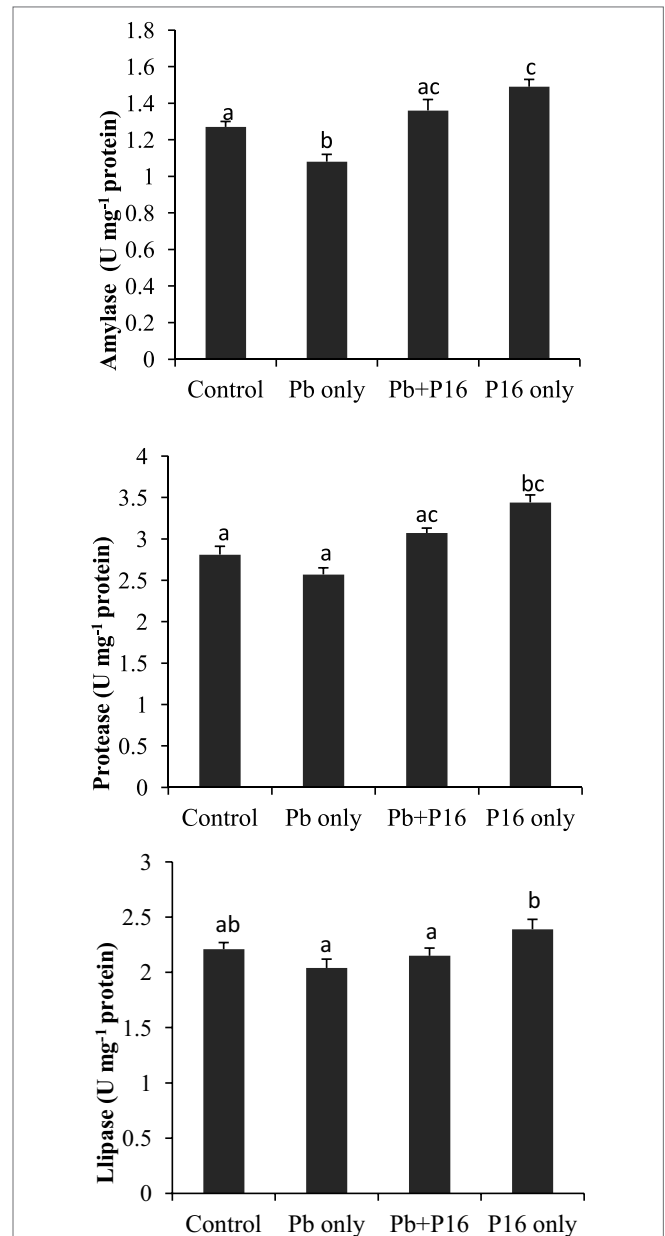 1.8
1.6
1.4
1.2
1
0.8
0.6
0.4
0.2
0
Amylase (U mg⁻¹ protein)
a
b
ac
c
Control Pb only Pb+P16 P16 only
4
3.5
3
2.5
2
1.5
1
0.5
0
Protease (U mg⁻¹ protein)
a
a
ac
bc
Control Pb only Pb+P16 P16 only
3
2.5
2
1.5
1
0.5
0
Llipase (U mg⁻¹ protein)
ab
a
a
b
Control Pb only Pb+P16 P16 only